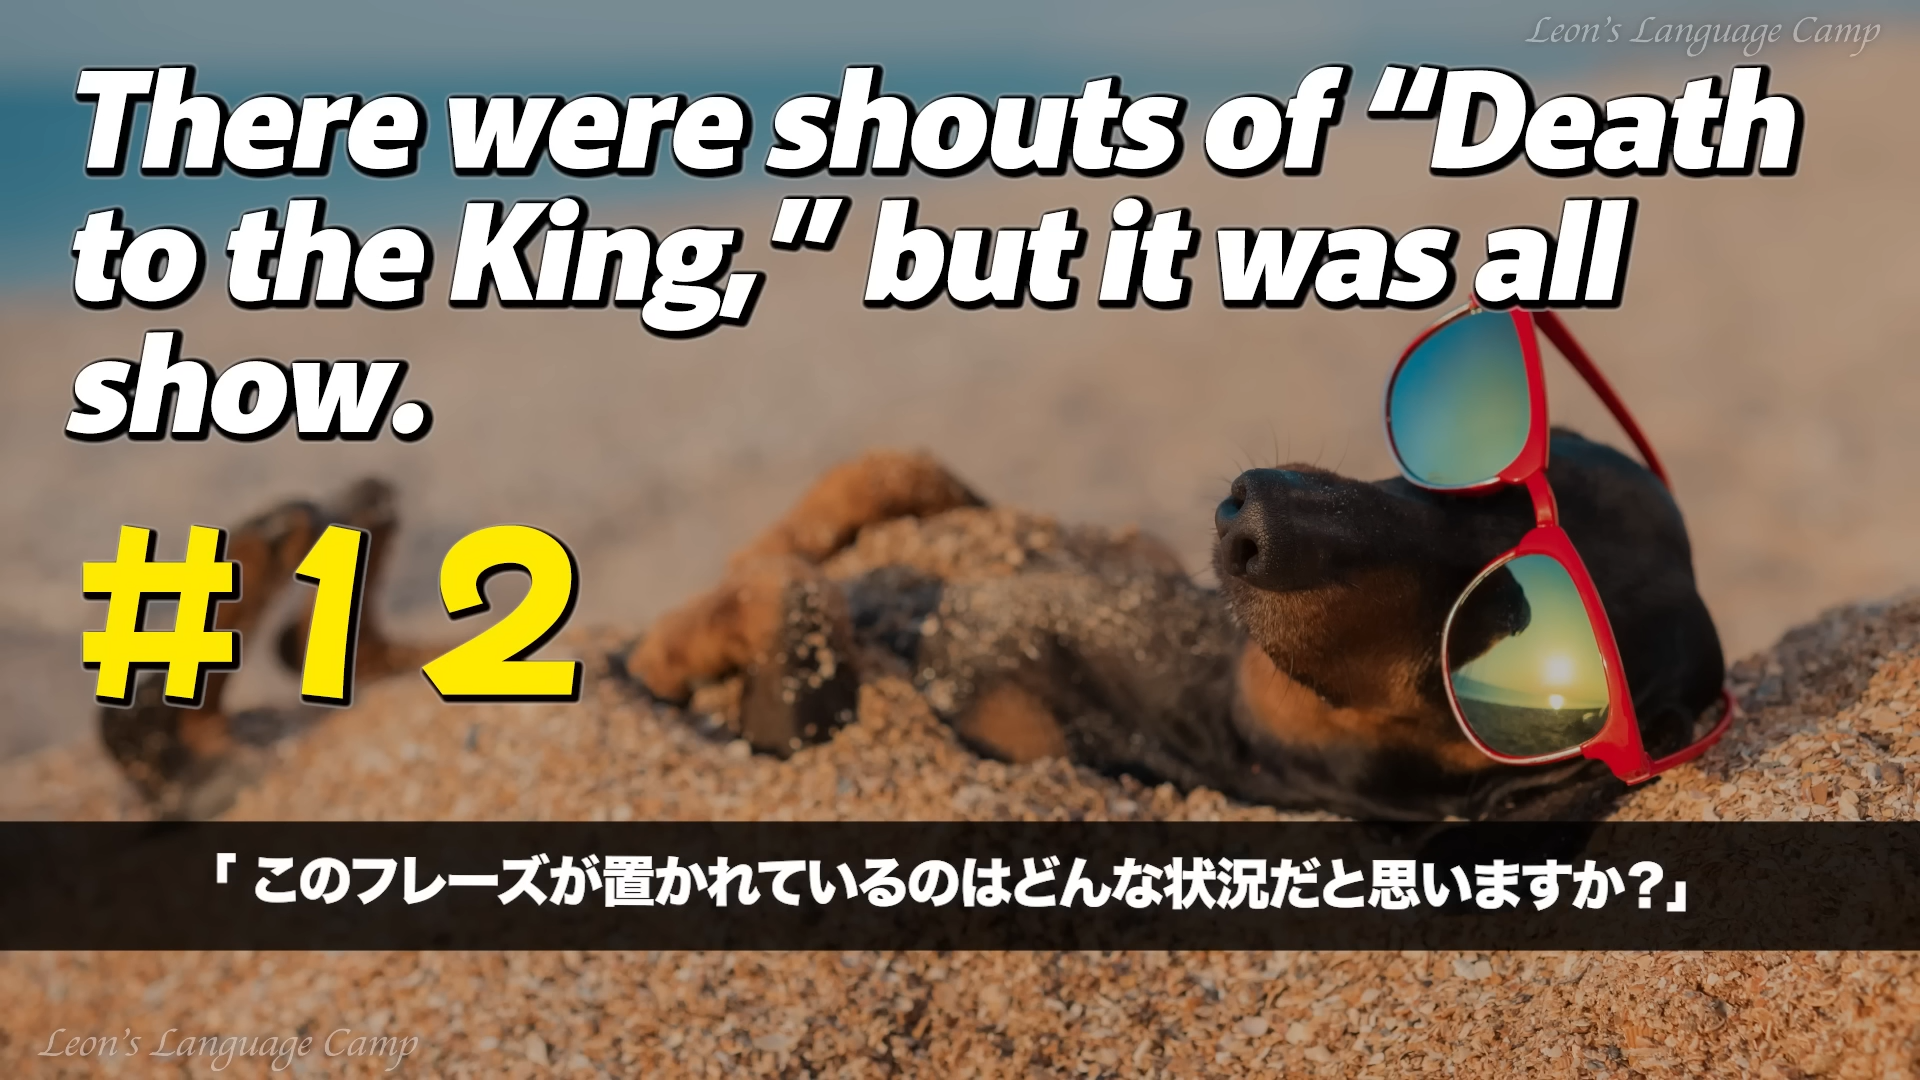 Leon's Language Camp
There were shouts of “Death
to the King,” but it was all
show.
#12
「 このフレーズが置かれているのはどんな状況だと思いますか？」
Leon's Language Camp